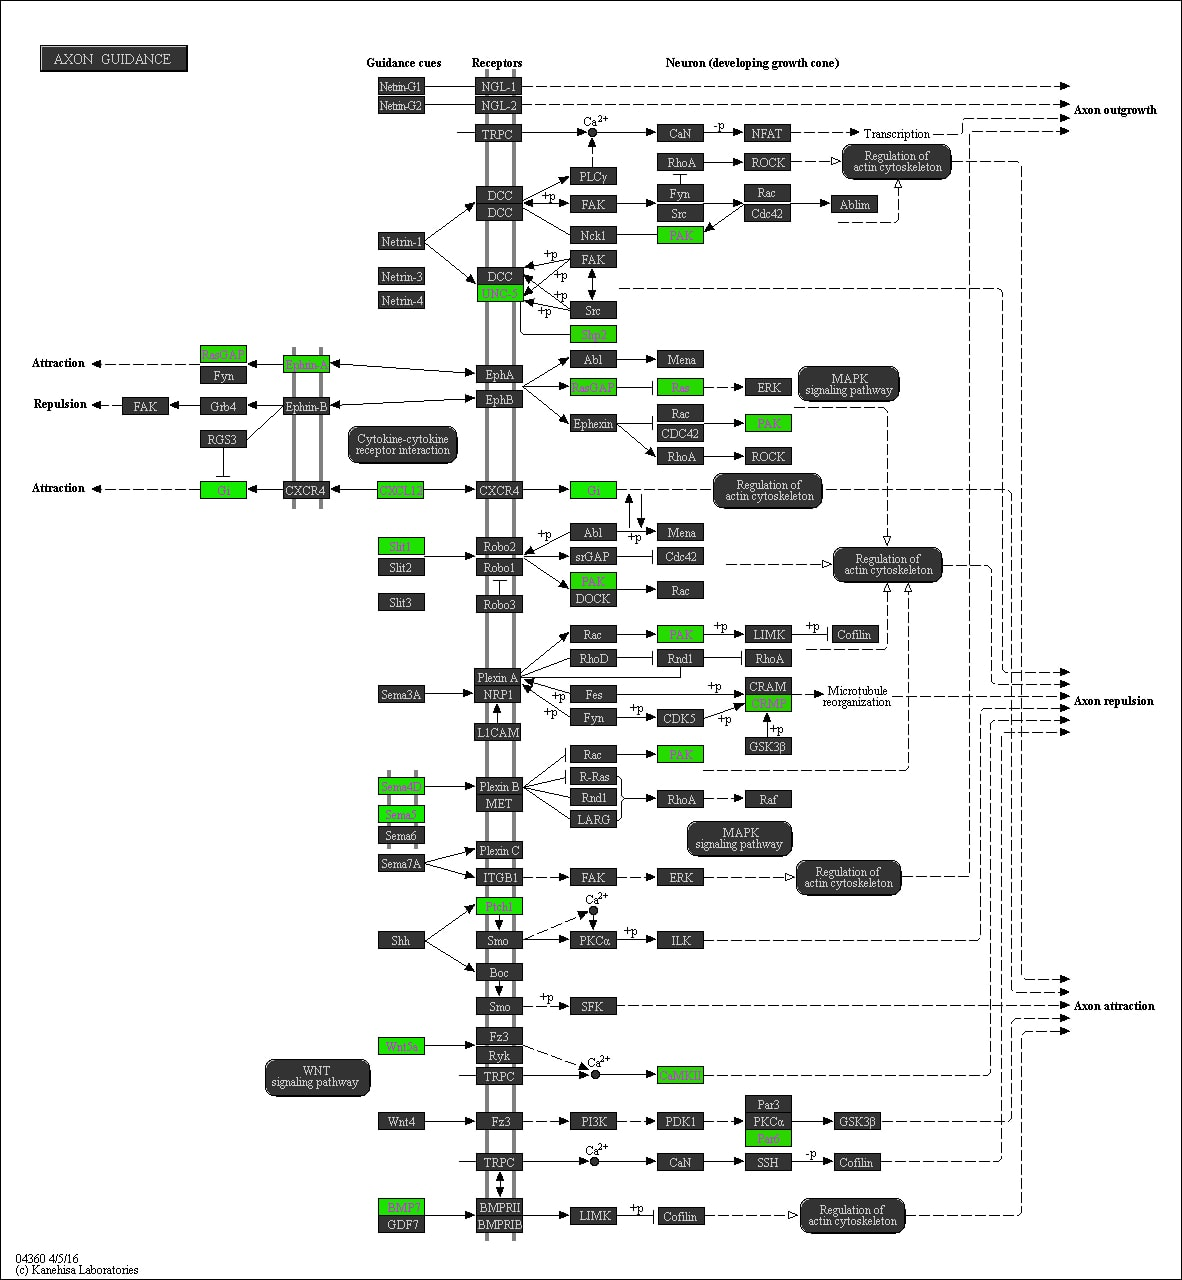 AXON GUIDANCE
Guidance cues
Receptors
Neuron (developing growth cone)
Netrin-G1
NGL-1
Netrin-G2
NGL-2
Axon outgrowth
TRPC
Ca2+
CaN
-p
NFAT
Transcription
RhoA
ROCK
Regulation of
actin cytoskeleton
PLCγ
DCC
+p
FAK
Fyn
Rac
DCC
Src
Cdc42
Ablim
Netrin-1
Nck1
PAK
+p
FAK
Netrin-3
DCC
+p
UNC-5
+p
Netrin-4
+p
Src
Shp2
Attraction
RasGAP
Fyn
Ephrin-A
EphA
Abl
Mena
RasGAP
Ras
ERK
MAPK
signaling pathway
Repulsion
FAK
Grb4
Ephrin-B
EphB
Rac
Ephexin
CDC42
PAK
RGS3
Cytokine-cytokine
receptor interaction
RhoA
ROCK
Attraction
Gi
CXCR4
CXCL12
CXCR4
Gi
Regulation of
actin cytoskeleton
+p
Abl
+p
Mena
Slit1
Robo2
srGAP
Cdc42
Slit2
Robo1
Regulation of
actin cytoskeleton
PAK
DOCK
Rac
Slit3
Robo3
Rac
PAK
+p
LIMK
+p
Cofilin
RhoD
Rnd1
RhoA
Plexin A
Sema3A
NRP1
+p
Fes
+p
CRAM
CRMP
Microtubule
reorganization
Axon repulsion
+p
Fyn
CDK5
+p
+p
L1CAM
GSK3β
Rac
PAK
Sema4D
Plexin B
R-Ras
MET
Rnd1
RhoA
Raf
Sema5
LARG
Sema6
MAPK
signaling pathway
Plexin C
Sema7A
ITGB1
FAK
ERK
Regulation of
actin cytoskeleton
Ptch1
Ca2+
Shh
Smo
PKCα
+p
ILK
Boc
Smo
+p
SFK
Axon attraction
Wnt5a
Fz3
Ryk
Ca2+
WNT
signaling pathway
TRPC
CaMKII
Par3
Wnt4
Fz3
PI3K
PDK1
PKCα
GSK3β
Par6
TRPC
Ca2+
CaN
SSH
-p
Cofilin
BMP7
BMPRII
GDF7
BMPRIB
LIMK
+p
Cofilin
Regulation of
actin cytoskeleton
04360 4/5/16
(c) Kanehisa Laboratories